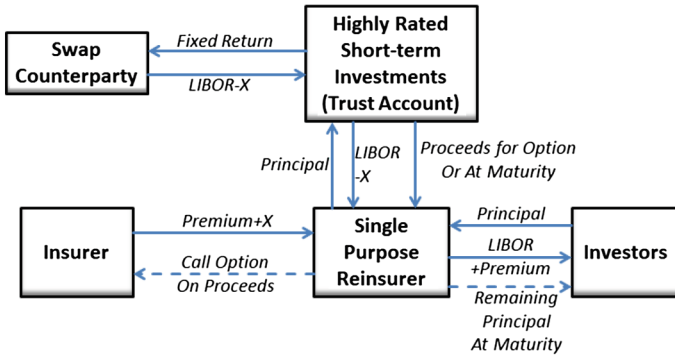 Swap
Counterparty
Fixed Return
LIBOR-X
Highly Rated
Short-term
Investments
(Trust Account)
Principal
LIBOR
-X
Proceeds for Option
Or At Maturity
Insurer
Premium+X
Call Option
On Proceeds
Single
Purpose
Reinsurer
Principal
LIBOR
+Premium
Remaining
Principal
At Maturity
Investors